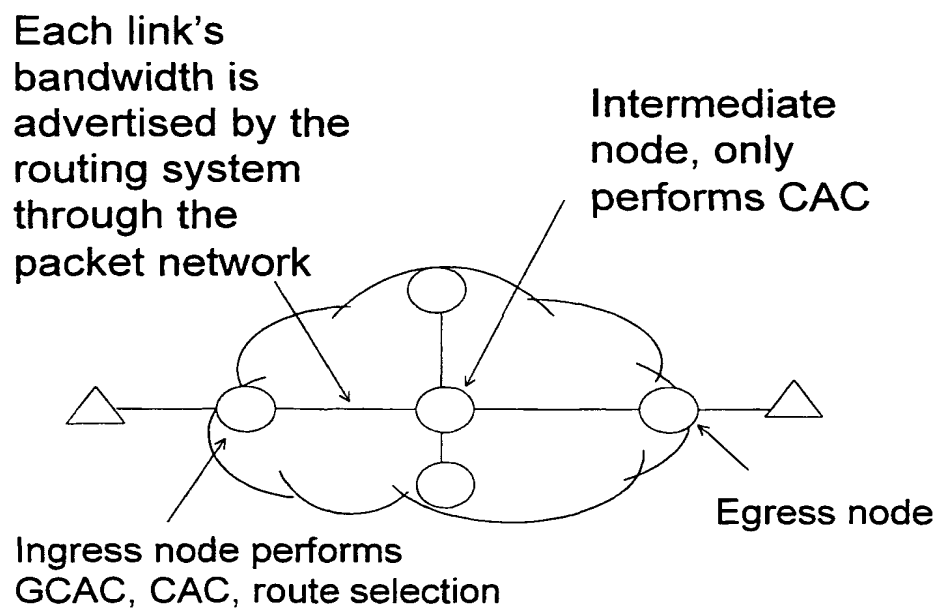 Each link's
bandwidth is
advertised by the
routing system
through the
packet network
Intermediate
node, only
performs CAC
Egress node
Ingress node performs
GCAC, CAC, route selection